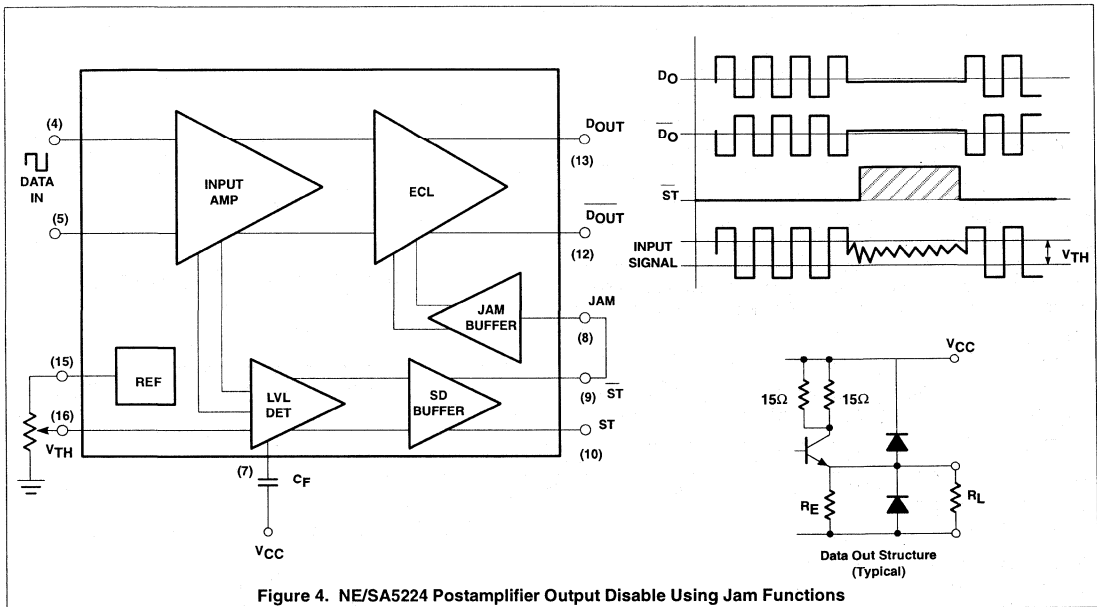 (4)
DATA
IN
(5)
INPUT
AMP
ECL
DOUT
(13)
DOUT
(12)
JAM
BUFFER
JAM
(8)
(15)
REF
(16)
VTH
LVL
DET
SD
BUFFER
(9)
ST
ST
(10)
(7)
CF
VCC
DO
DO
ST
INPUT
SIGNAL
VTH
VCC
15Ω
15Ω
RE
RL
Data Out Structure
(Typical)
Figure 4. NE/SA5224 Postamplifier Output Disable Using Jam Functions